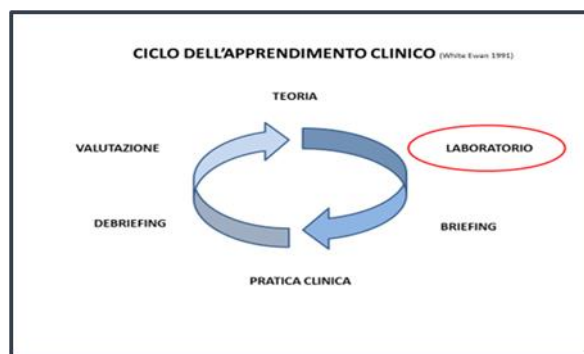 CICLO DELL'APPRENDIMENTO CLINICO (White Ewan 1991)
TEORIA
VALUTAZIONE
LABORATORIO
DEBRIEFING
BRIEFING
PRATICA CLINICA